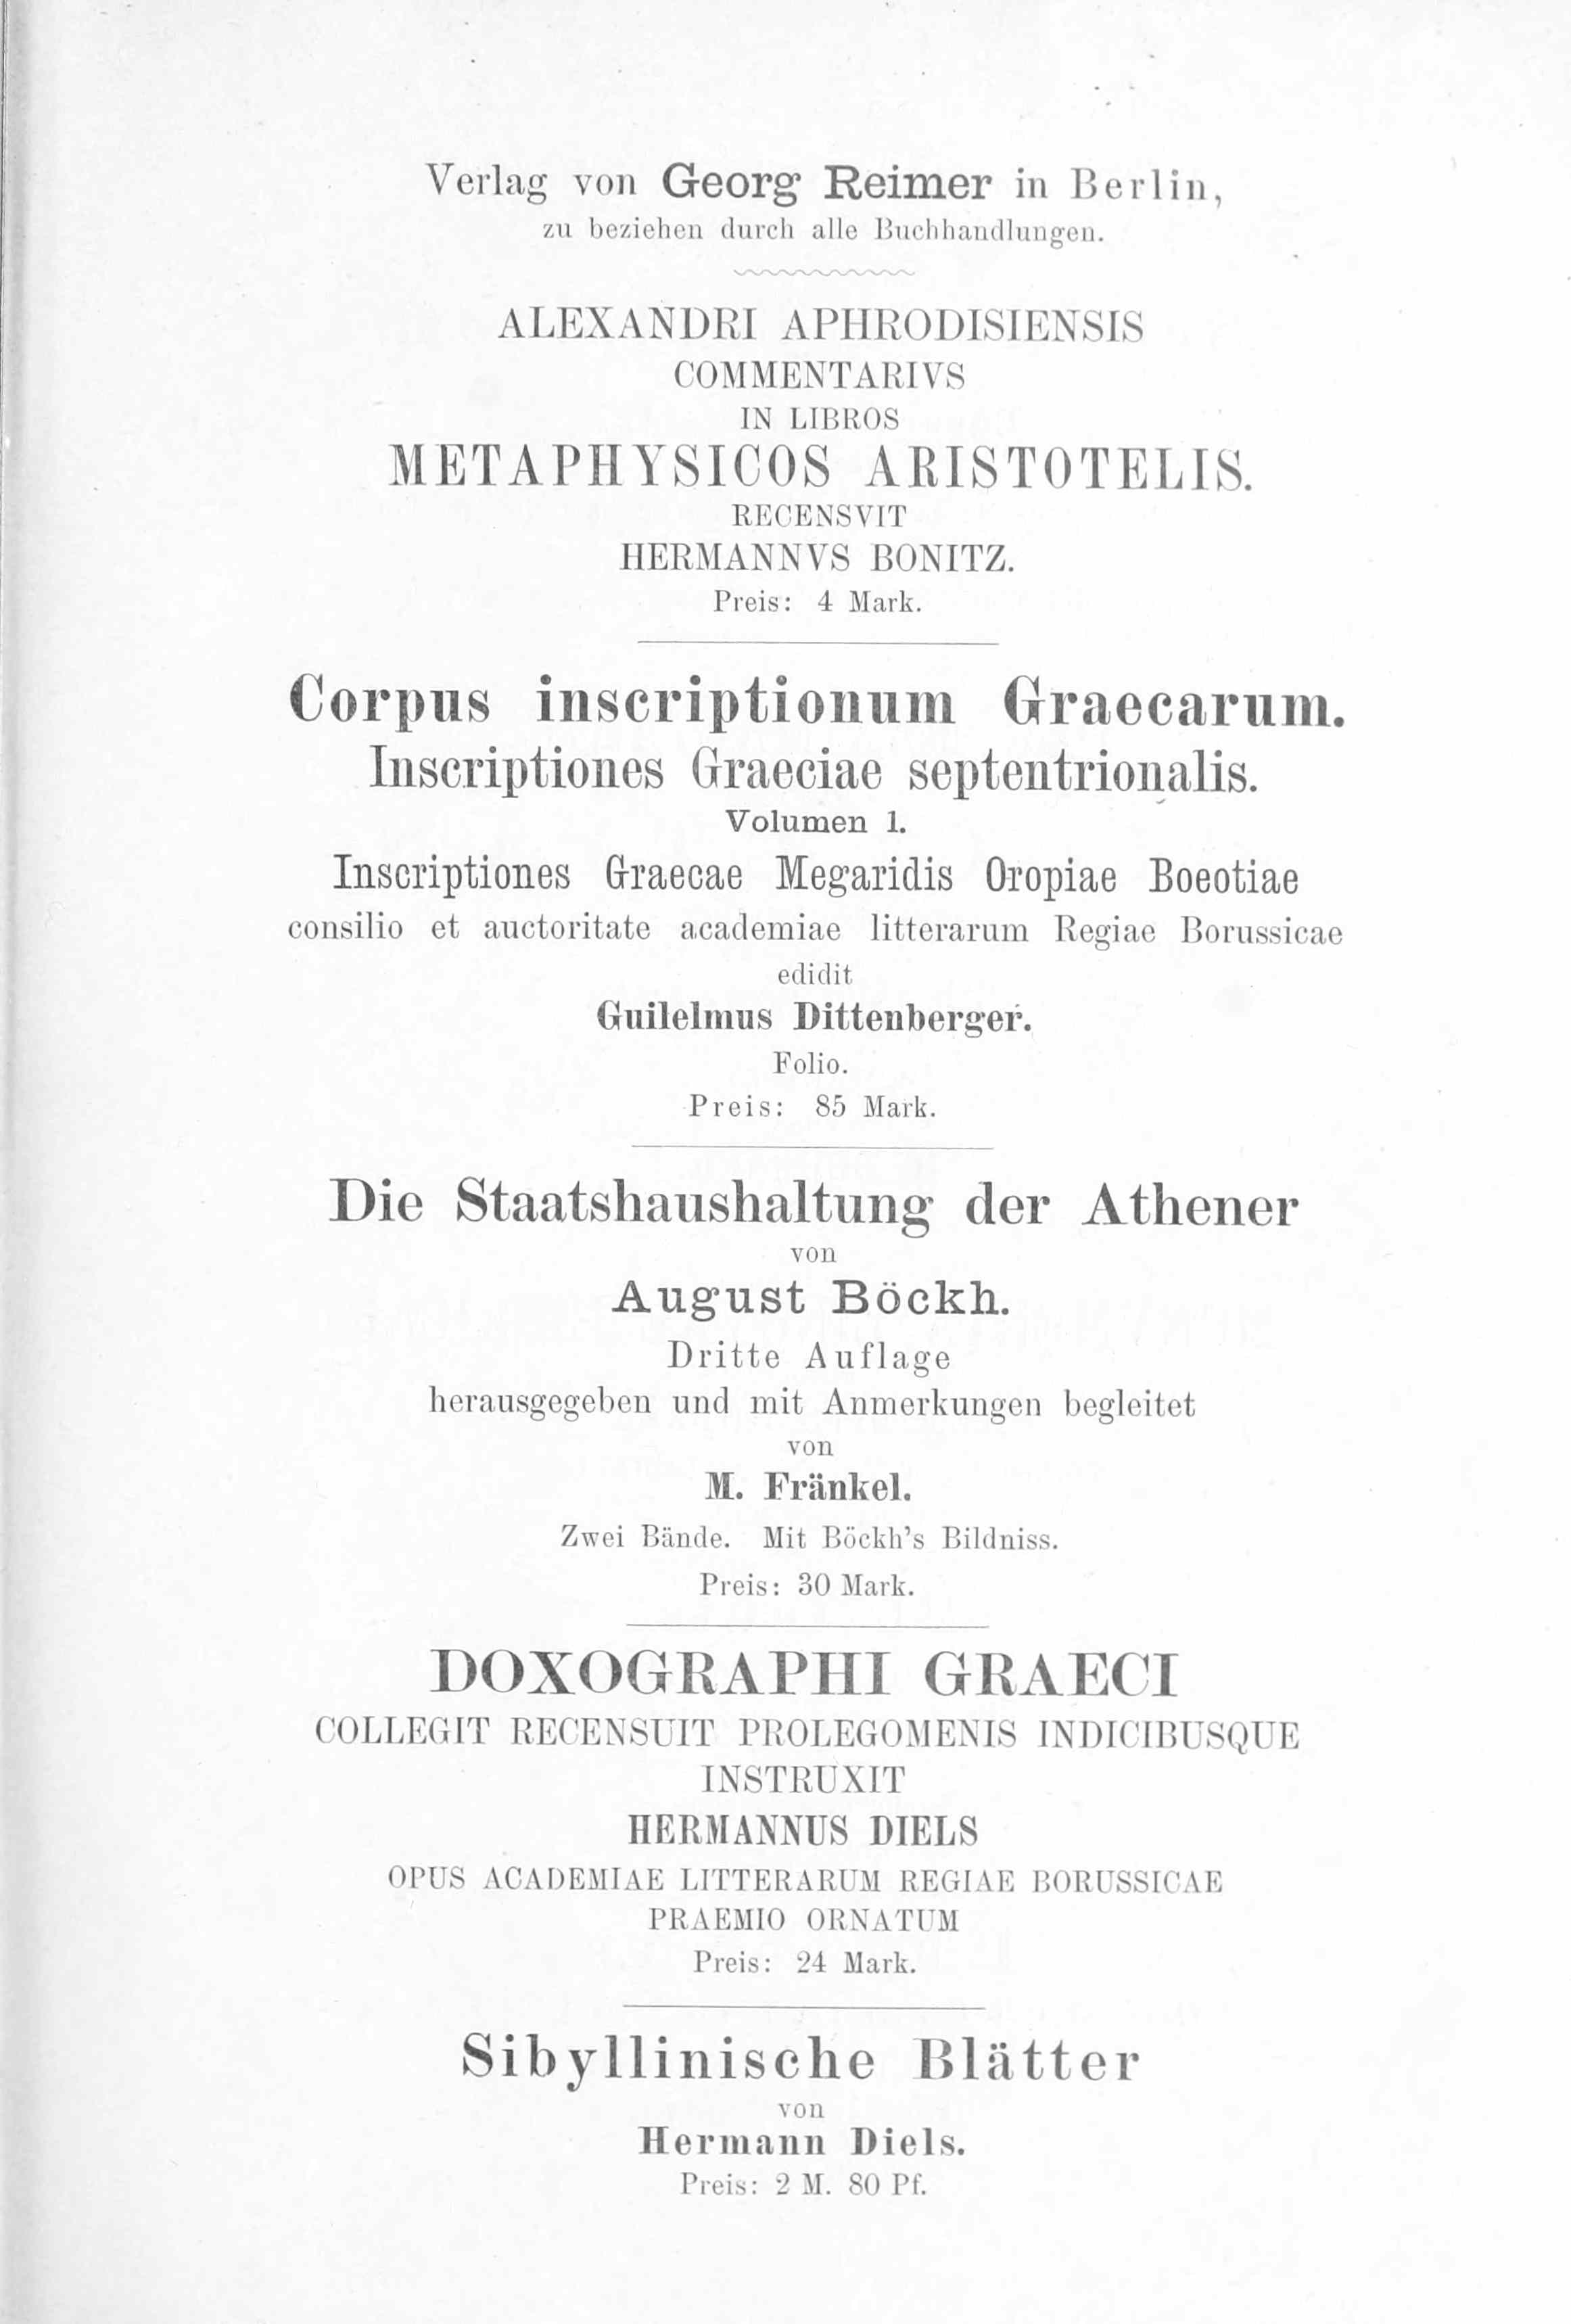 Verlag von Georg Reimer in Berlin,
zu beziehen durch alle Buchhandlungen.
ALEXANDRI APHRODISIENSIS
COMMENTARIVS
IN LIBROS
METAPHYSICOS ARISTOTELIS.
RECENSVIT
HERMANNVS BONITZ.
Preis: 4 Mark.
Corpus inscriptionum Graecarum.
Inscriptiones Graeciae septentrionalis.
Volumen 1.
Inscriptiones Graecae Megaridis Oropiae Boeotiae
consilio et auctoritate academiae litterarum Regiae Borussicae
edidit
Guilelmus Dittenberger.
Folio.
Preis: 85 Mark.
Die Staatshaushaltung der Athener
von
August Böckh.
Dritte Auflage
herausgegeben und mit Anmerkungen begleitet
von
M. Fränkel.
Zwei Bände. Mit Böckh's Bildniss.
Preis: 30 Mark.
DOXOGRAPHI GRAECI
COLLEGIT RECENSUIT PROLEGOMENIS INDICIBUSQUE
INSTRUXIT
HERMANNUS DIELS
OPUS ACADEMIAE LITTERARUM REGIAE BORUSSICAE
PRAEMIO ORNATUM
Preis: 24 Mark.
Sibyllinische Blätter
von
Hermann Diels.
Preis: 2 M. 80 Pf.